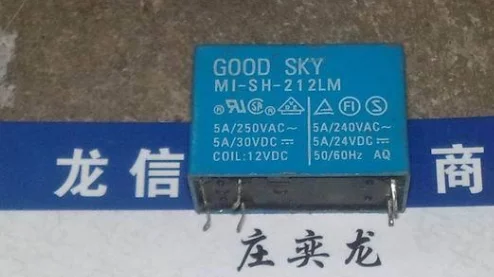 GOOD SKY
MI-SH-212LM
5A/250VAC~ 5A/240VAC~
5A/30VDC⎓ 5A/24VDC⎓
COIL:12VDC 50/60Hz AQ
龙信 商
庄奕龙